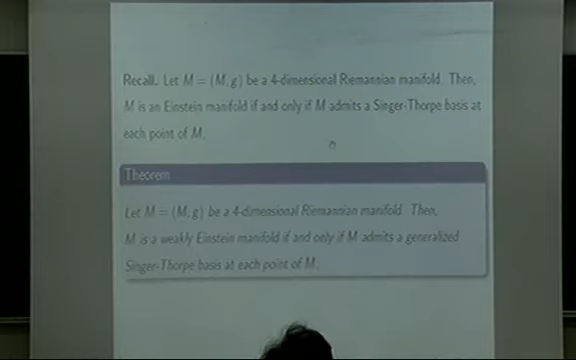 Recall. Let M = (M, g) be a 4-dimensional Riemannian manifold. Then,
M is an Einstein manifold if and only if M admits a Singer-Thorpe basis at
each point of M.
Theorem
Let M = (M, g) be a 4-dimensional Riemannian manifold. Then,
M is a weakly Einstein manifold if and only if M admits a generalized
Singer-Thorpe basis at each point of M.